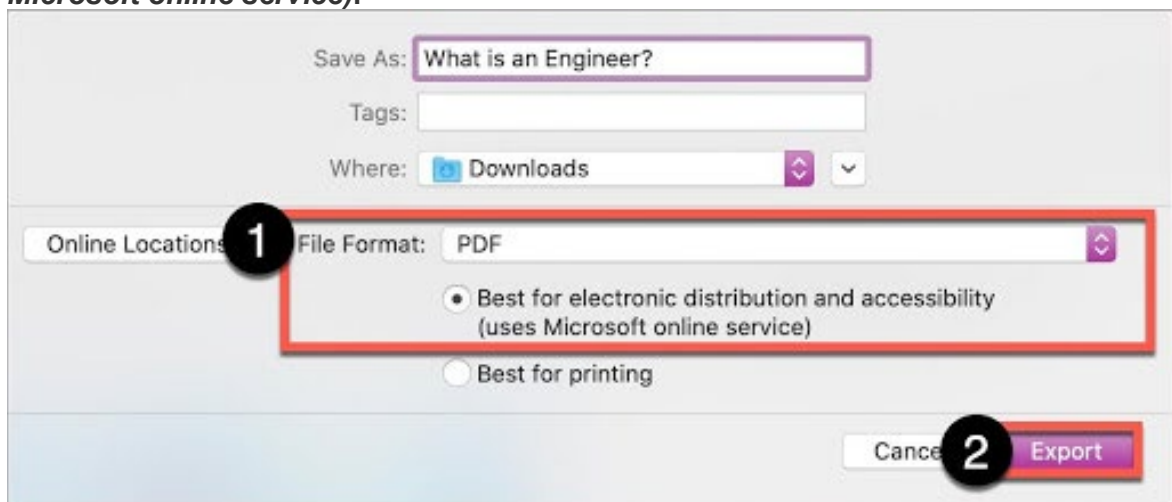 Microsoft online service).
Save As: What is an Engineer?
Tags:
Where: Downloads
Online Locations 1 File Format: PDF
Best for electronic distribution and accessibility
(uses Microsoft online service)
Best for printing
Cance 2 Export